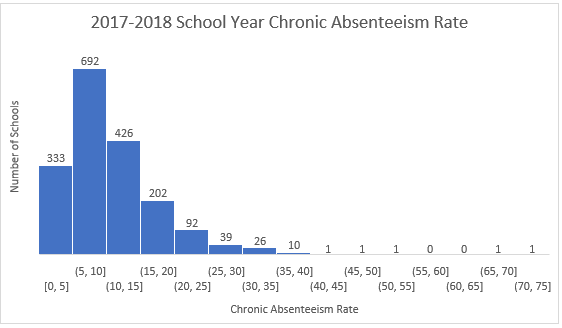 2017-2018 School Year Chronic Absenteeism Rate
Number of Schools
333 692 426 202 92 39 26 10 1 1 1 0 0 1 1
(5, 10] (15, 20] (25, 30] (35, 40] (45, 50] (55, 60] (65, 70]
[0, 5] (10, 15] (20, 25] (30, 35] (40, 45] (50, 55] (60, 65] (70, 75]
Chronic Absenteeism Rate